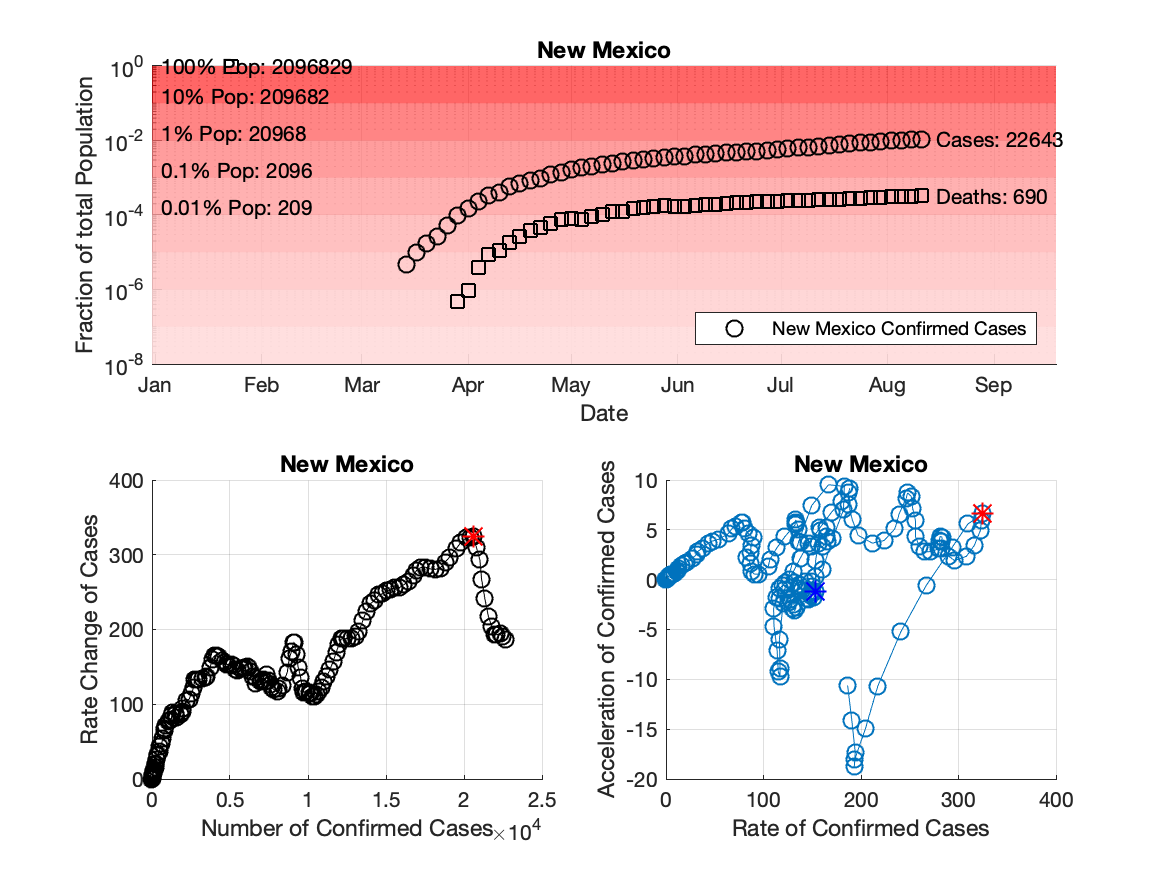 New Mexico
10^0
10^-2
10^-4
10^-6
10^-8
Fraction of total Population
100% Pop: 2096829
10% Pop: 209682
1% Pop: 20968
0.1% Pop: 2096
0.01% Pop: 209
Cases: 22643
Deaths: 690
New Mexico Confirmed Cases
Jan Feb Mar Apr May Jun Jul Aug Sep
Date
New Mexico
400
300
200
100
0
Rate Change of Cases
0 0.5 1 1.5 2 2.5
Number of Confirmed Cases ×10^4
New Mexico
10
5
0
-5
-10
-15
-20
Acceleration of Confirmed Cases
0 100 200 300 400
Rate of Confirmed Cases